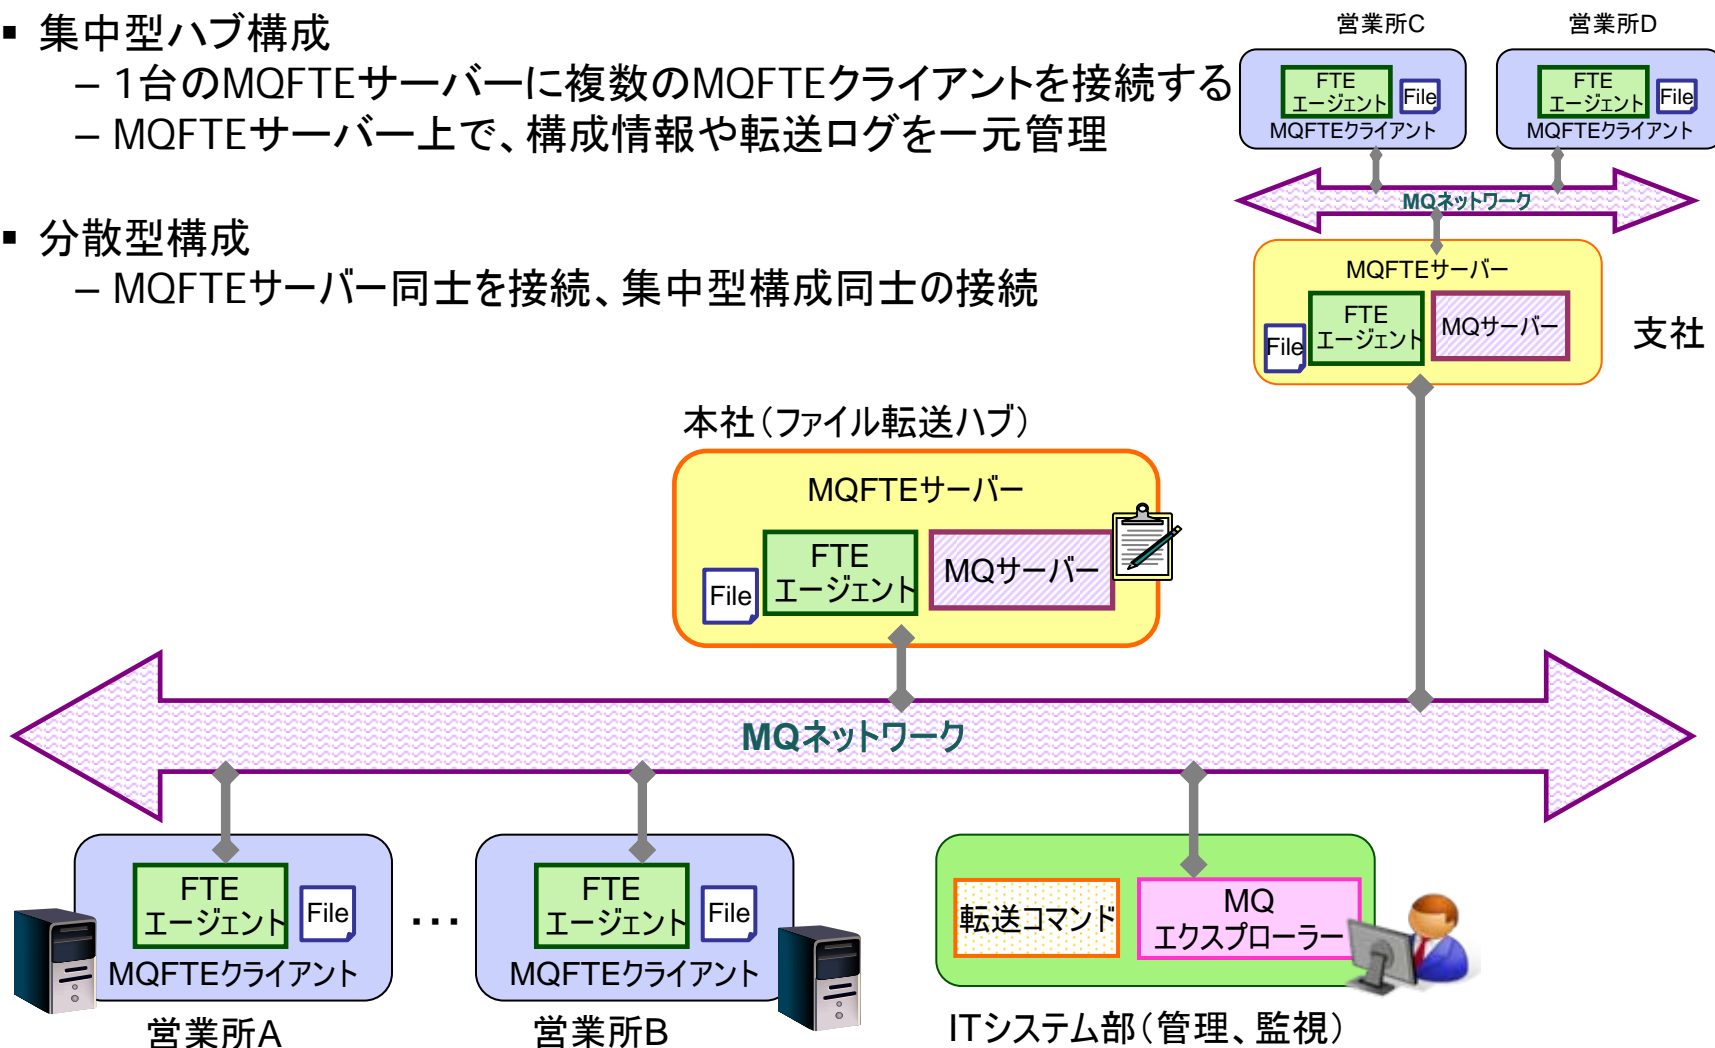 ▪ 集中型ハブ構成
– 1台のMQFTEサーバーに複数のMQFTEクライアントを接続する
– MQFTEサーバー上で、構成情報や転送ログを一元管理
▪ 分散型構成
– MQFTEサーバー同士を接続、集中型構成同士の接続
営業所C
FTE
エージェント
File
MQFTEクライアント
営業所D
FTE
エージェント
File
MQFTEクライアント
MQネットワーク
MQFTEサーバー
File
FTE
エージェント
MQサーバー
支社
本社（ファイル転送ハブ）
MQFTEサーバー
File
FTE
エージェント
MQサーバー
MQネットワーク
FTE
エージェント
File
MQFTEクライアント
営業所A
...
FTE
エージェント
File
MQFTEクライアント
営業所B
転送コマンド
MQ
エクスプローラー
ITシステム部（管理、監視）